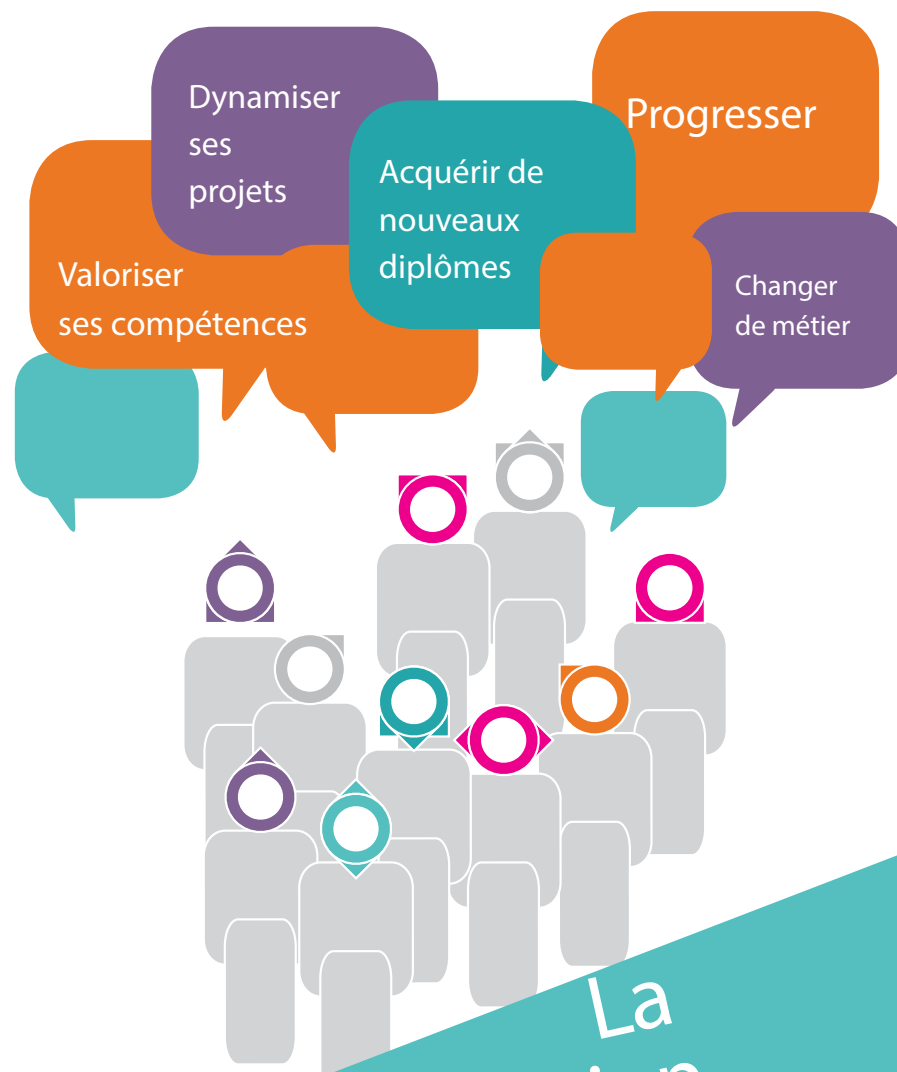 Dynamiser
ses
projets
Progresser
Acquérir de
nouveaux
diplômes
Valoriser
ses compétences
Changer
de métier
La